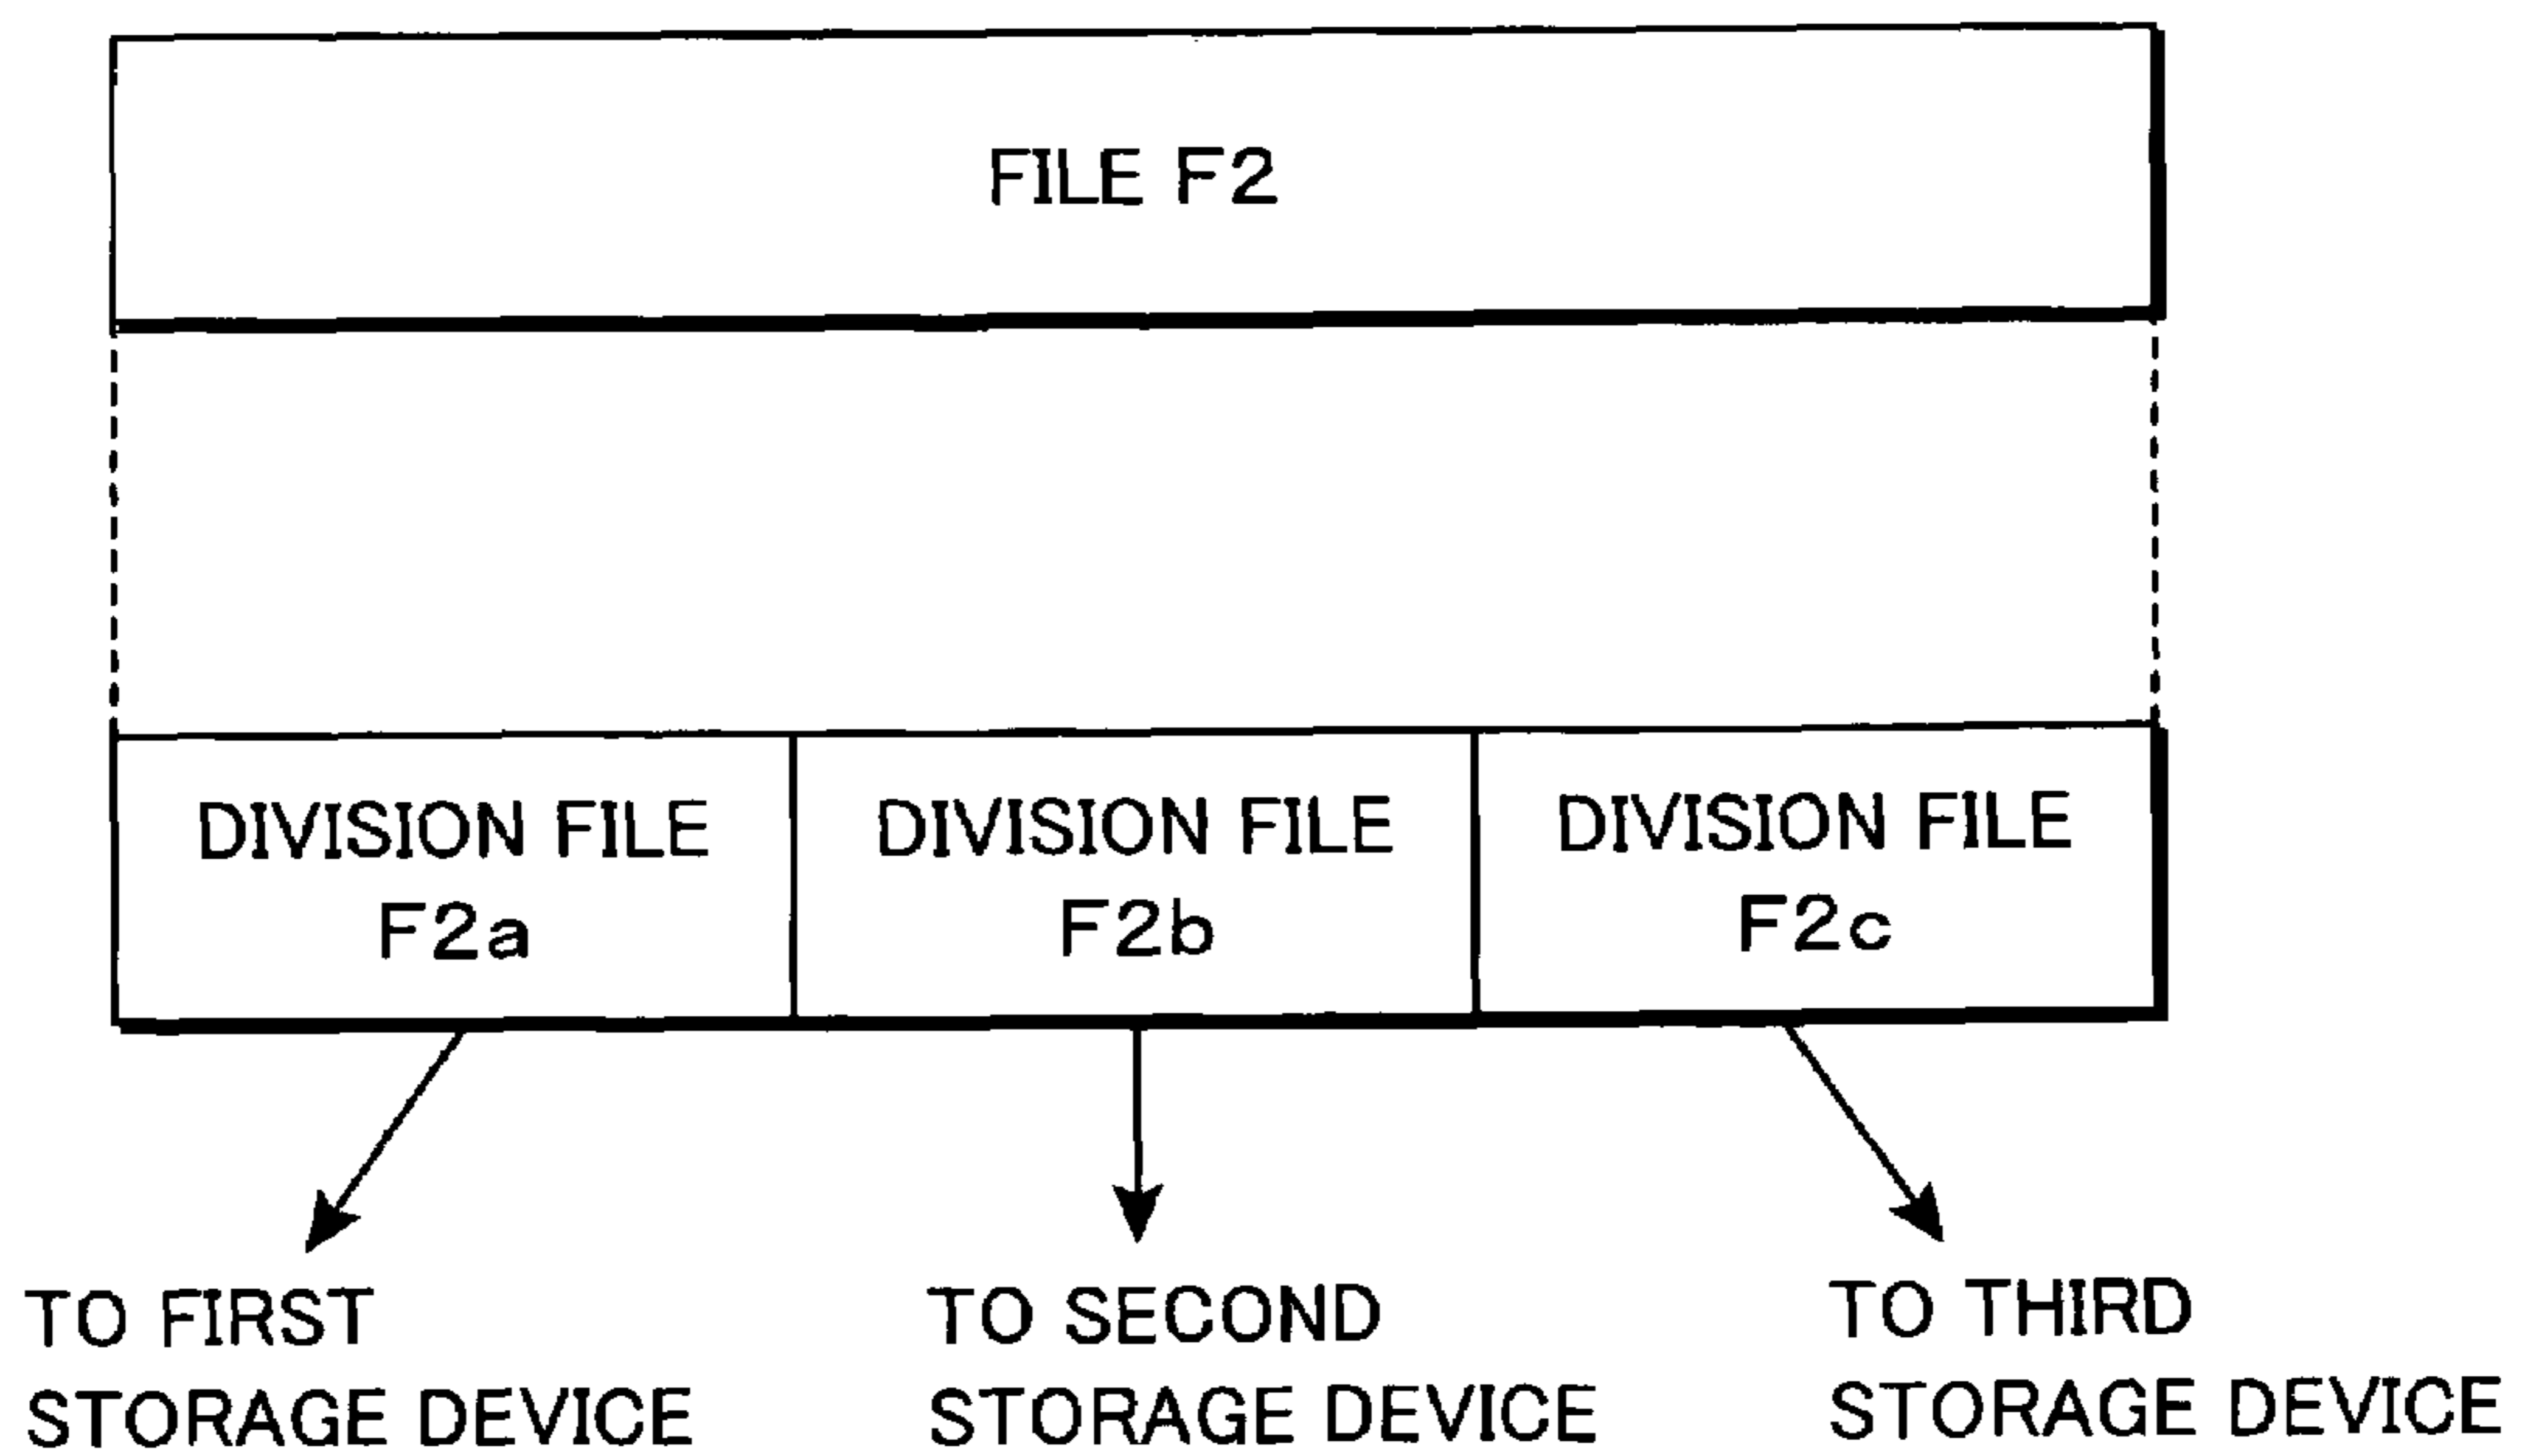 FILE F2
DIVISION FILE
F2a
DIVISION FILE
F2b
DIVISION FILE
F2c
TO FIRST
STORAGE DEVICE
TO SECOND
STORAGE DEVICE
TO THIRD
STORAGE DEVICE